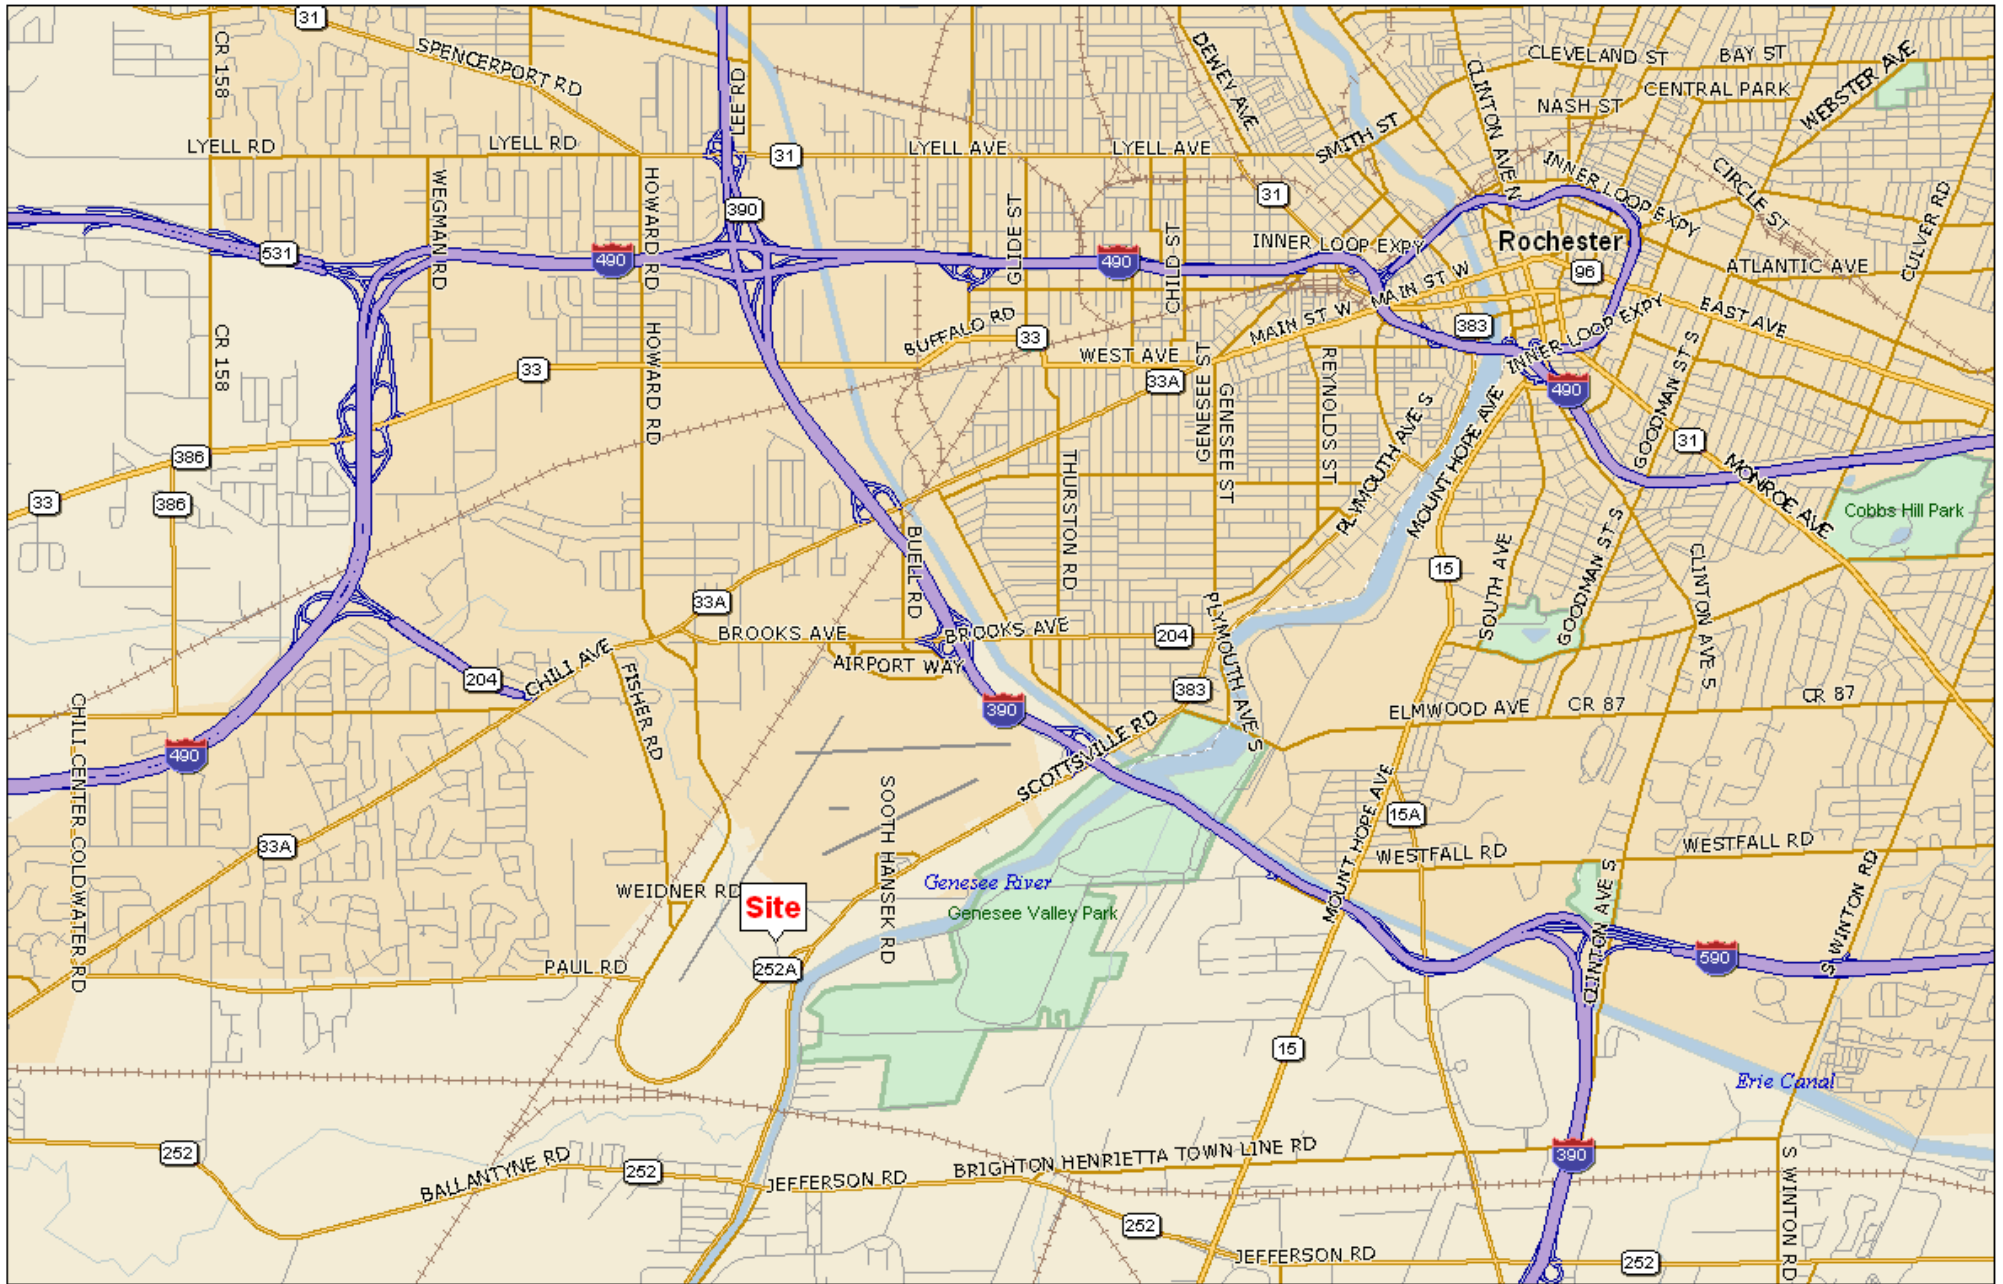 31
CR 158
SPENCERPORT RD
LEE RD
DEWEY AVE
CLINTON AVE N
CLEVELAND ST
BAY ST
WEBSTER AVE
CENTRAL PARK
NASH ST
SMITH ST
LYELL RD
LYELL RD
31
LYELL AVE
LYELL AVE
INNER LOOP EXPY
CIRCLE ST
WEGMAN RD
HOWARD RD
390
31
GLIDE ST
CHILD ST
CULVER RD
531
490
490
INNER LOOP EXPY
Rochester
96
ATLANTIC AVE
MAIN ST W
EAST AVE
CR 158
HOWARD RD
BUFFALO RD
33
MAIN ST W
383
INNER LOOP EXPY
33
WEST AVE
33A
GENESEE ST
GENESEE ST
REYNOLDS ST
490
GOODMAN ST S
PLYMOUTH AVE S
MOUNT HOPE AVE
31
MONROE AVE
386
33
386
THURSTON RD
Cobbs Hill Park
BUELL RD
15
SOUTH AVE
GOODMAN ST S
CLINTON AVE S
33A
BROOKS AVE
BROOKS AVE
204
PLYMOUTH AVE S
AIRPORT WAY
CHILI AVE
204
FISHER RD
383
390
ELMWOOD AVE
CR 87
CR 87
CHILI CENTER COLDWATER RD
490
SCOTTSVILLE RD
SOOTH HANSEK RD
MOUNT HOPE AVE
15A
33A
WESTFALL RD
WESTFALL RD
WEIDNER RD
Site
Genesee River
Genesee Valley Park
CLINTON AVE S
S WINTON RD
PAUL RD
252A
590
15
Erie Canal
252
BALLANTYNE RD
252
JEFFERSON RD
BRIGHTON HENRIETTA TOWN LINE RD
390
S WINTON RD
252
JEFFERSON RD
252